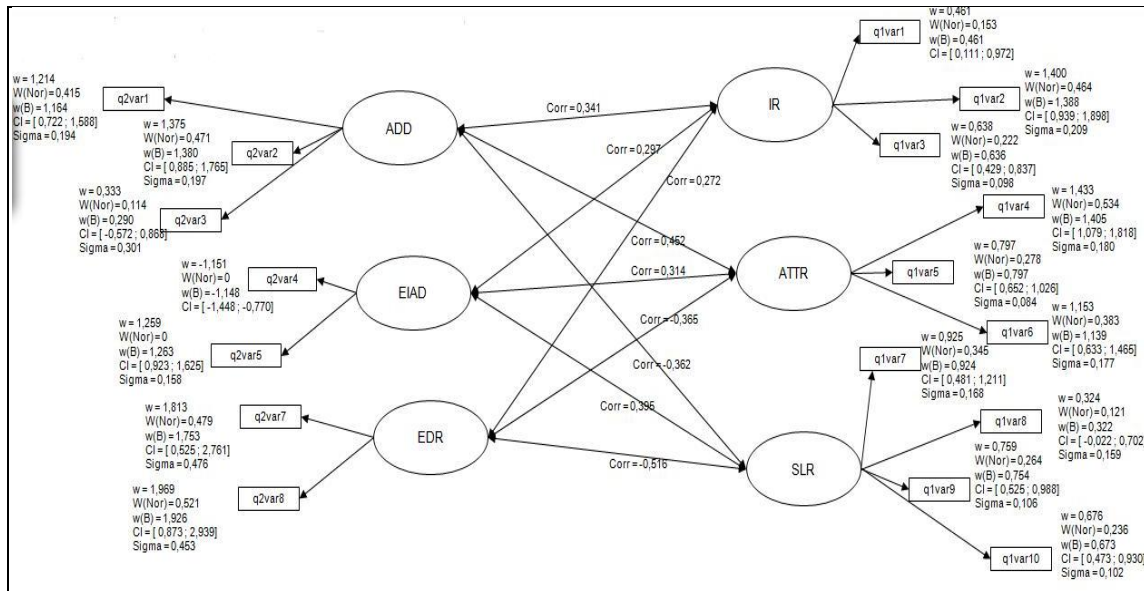 w = 1,214
W(Nor) = 0,415
w(B) = 1,164
CI = [ 0,722 ; 1,588]
Sigma = 0,194
q2var1
w = 1,375
W(Nor) = 0,471
w(B) = 1,380
CI = [ 0,885 ; 1,765]
Sigma = 0,197
q2var2
w = 0,333
W(Nor) = 0,114
w(B) = 0,290
CI = [ -0,572 ; 0,868]
Sigma = 0,301
q2var3
ADD
w = -1,151
W(Nor) = 0
w(B) = -1,148
CI = [ -1,448 ; -0,770]
q2var4
w = 1,259
W(Nor) = 0
w(B) = 1,263
CI = [ 0,923 ; 1,625]
Sigma = 0,158
q2var5
EIAD
w = 1,813
W(Nor) = 0,479
w(B) = 1,753
CI = [ 0,525 ; 2,761]
Sigma = 0,476
q2var7
w = 1,969
W(Nor) = 0,521
w(B) = 1,926
CI = [ 0,873 ; 2,939]
Sigma = 0,453
q2var8
EDR
Corr = 0,341
Corr = 0,297
Corr = 0,272
Corr = 0,452
Corr = 0,314
Corr = -0,365
Corr = -0,362
Corr = 0,395
Corr = -0,516
IR
q1var1
w = 0,461
W(Nor) = 0,153
w(B) = 0,461
CI = [ 0,111 ; 0,972]
q1var2
w = 1,400
W(Nor) = 0,464
w(B) = 1,388
CI = [ 0,939 ; 1,898]
Sigma = 0,209
q1var3
w = 0,638
W(Nor) = 0,222
w(B) = 0,636
CI = [ 0,429 ; 0,837]
Sigma = 0,098
ATTR
q1var4
w = 1,433
W(Nor) = 0,534
w(B) = 1,405
CI = [ 1,079 ; 1,818]
Sigma = 0,180
q1var5
w = 0,797
W(Nor) = 0,278
w(B) = 0,797
CI = [ 0,652 ; 1,026]
Sigma = 0,084
q1var6
w = 1,153
W(Nor) = 0,383
w(B) = 1,139
CI = [ 0,633 ; 1,465]
Sigma = 0,177
SLR
q1var7
w = 0,925
W(Nor) = 0,345
w(B) = 0,924
CI = [ 0,481 ; 1,211]
Sigma = 0,168
q1var8
w = 0,324
W(Nor) = 0,121
w(B) = 0,322
CI = [ -0,022 ; 0,702]
Sigma = 0,159
q1var9
w = 0,759
W(Nor) = 0,264
w(B) = 0,754
CI = [ 0,525 ; 0,988]
Sigma = 0,106
q1var10
w = 0,676
W(Nor) = 0,236
w(B) = 0,673
CI = [ 0,473 ; 0,930]
Sigma = 0,102